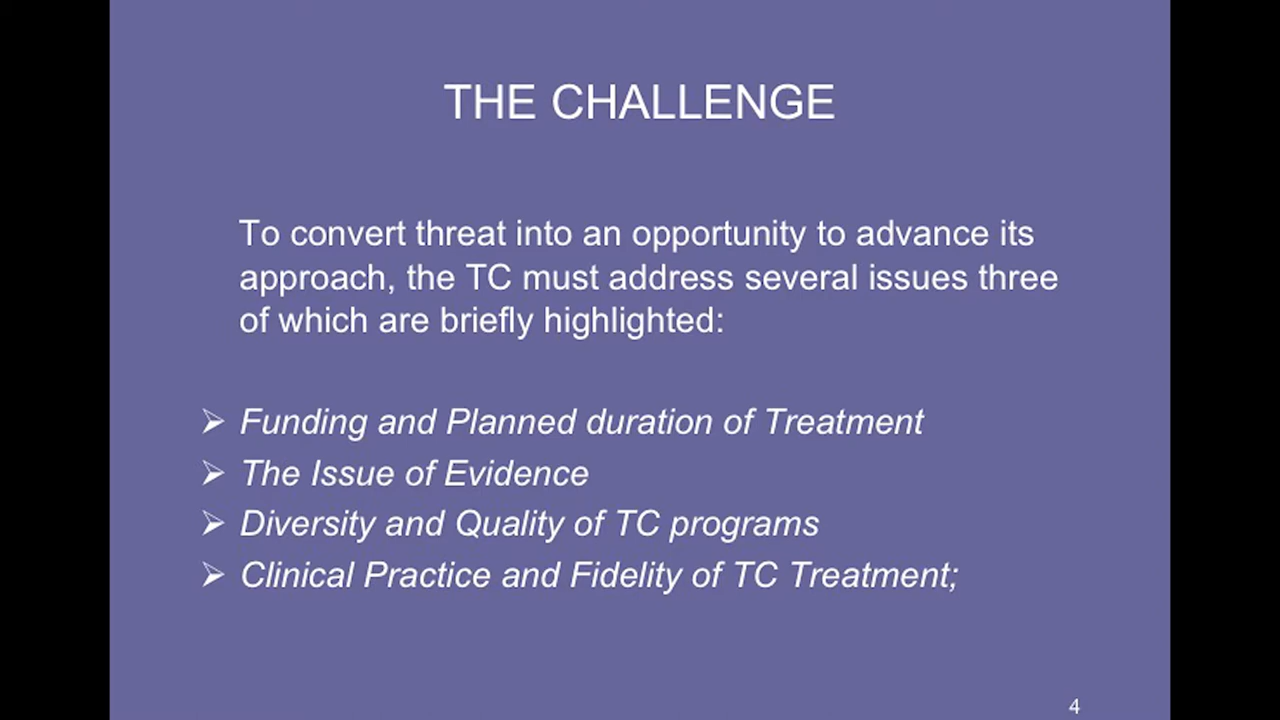 THE CHALLENGE
To convert threat into an opportunity to advance its
approach, the TC must address several issues three
of which are briefly highlighted:
➢ Funding and Planned duration of Treatment
➢ The Issue of Evidence
➢ Diversity and Quality of TC programs
➢ Clinical Practice and Fidelity of TC Treatment;
4